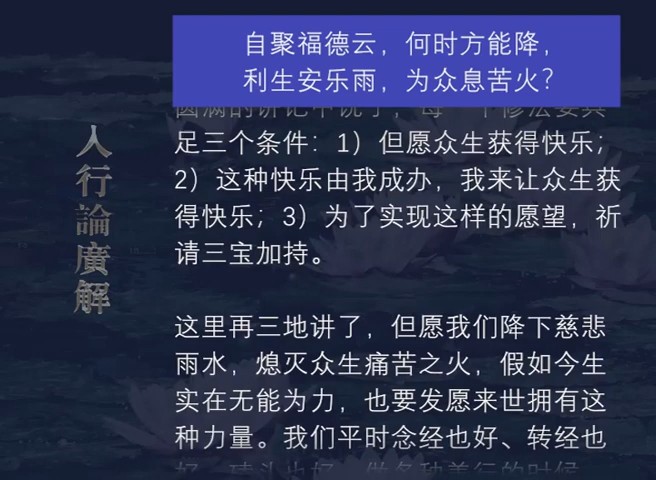 自聚福德云，何时方能降，
利生安乐雨，为众息苦火？
足三个条件：1）但愿众生获得快乐；
2）这种快乐由我成办，我来让众生获
得快乐；3）为了实现这样的愿望，祈
请三宝加持。
这里再三地讲了，但愿我们降下慈悲
雨水，熄灭众生痛苦之火，假如今生
实在无能为力，也要发愿来世拥有这
种力量。我们平时念经也好、转经也
入行論廣解